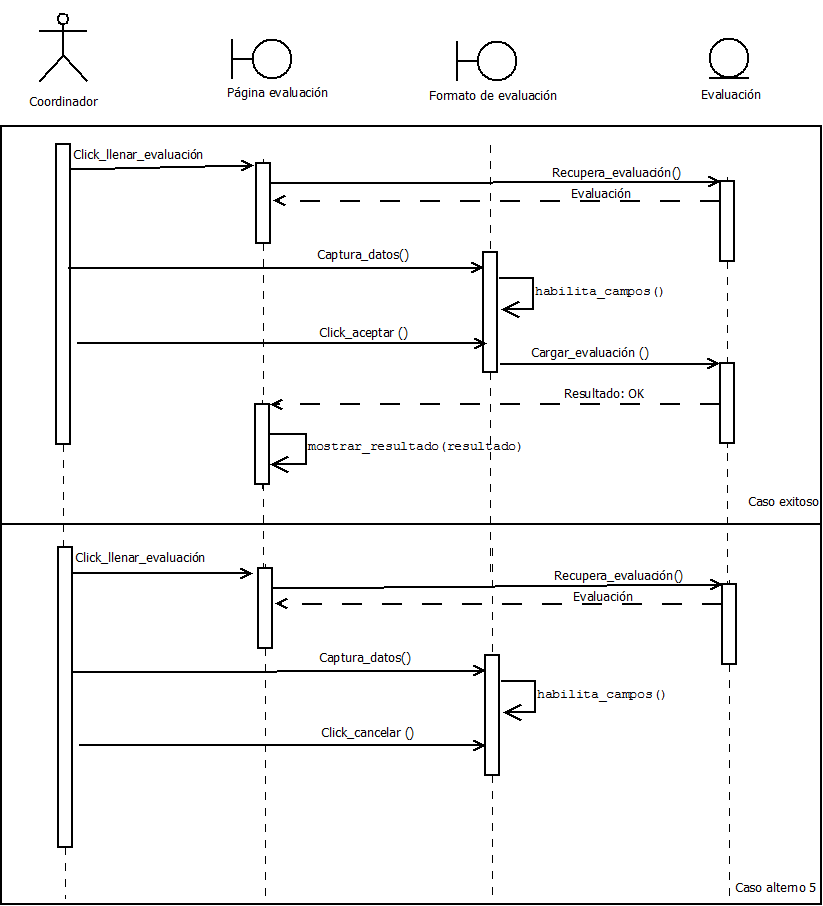 Coordinador
Página evaluación
Formato de evaluación
Evaluación
Click_llenar_evaluación
Recupera_evaluación()
Evaluación
Captura_datos()
habilita_campos()
Click_aceptar ()
Cargar_evaluación ()
Resultado: OK
mostrar_resultado(resultado)
Caso exitoso
Click_llenar_evaluación
Recupera_evaluación()
Evaluación
Captura_datos()
habilita_campos()
Click_cancelar ()
Caso alterno 5